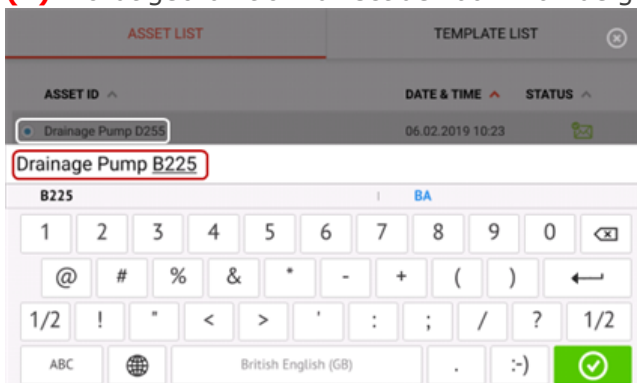 ASSET LIST TEMPLATE LIST
ASSET ID DATE & TIME STATUS
Drainage Pump D255 06.02.2019 10:23
Drainage Pump B225
B225 BA
1 2 3 4 5 6 7 8 9 0
@ # % & * - + ( )
1/2 ! " < > ' : ; / ? 1/2
ABC British English (GB) . :-)